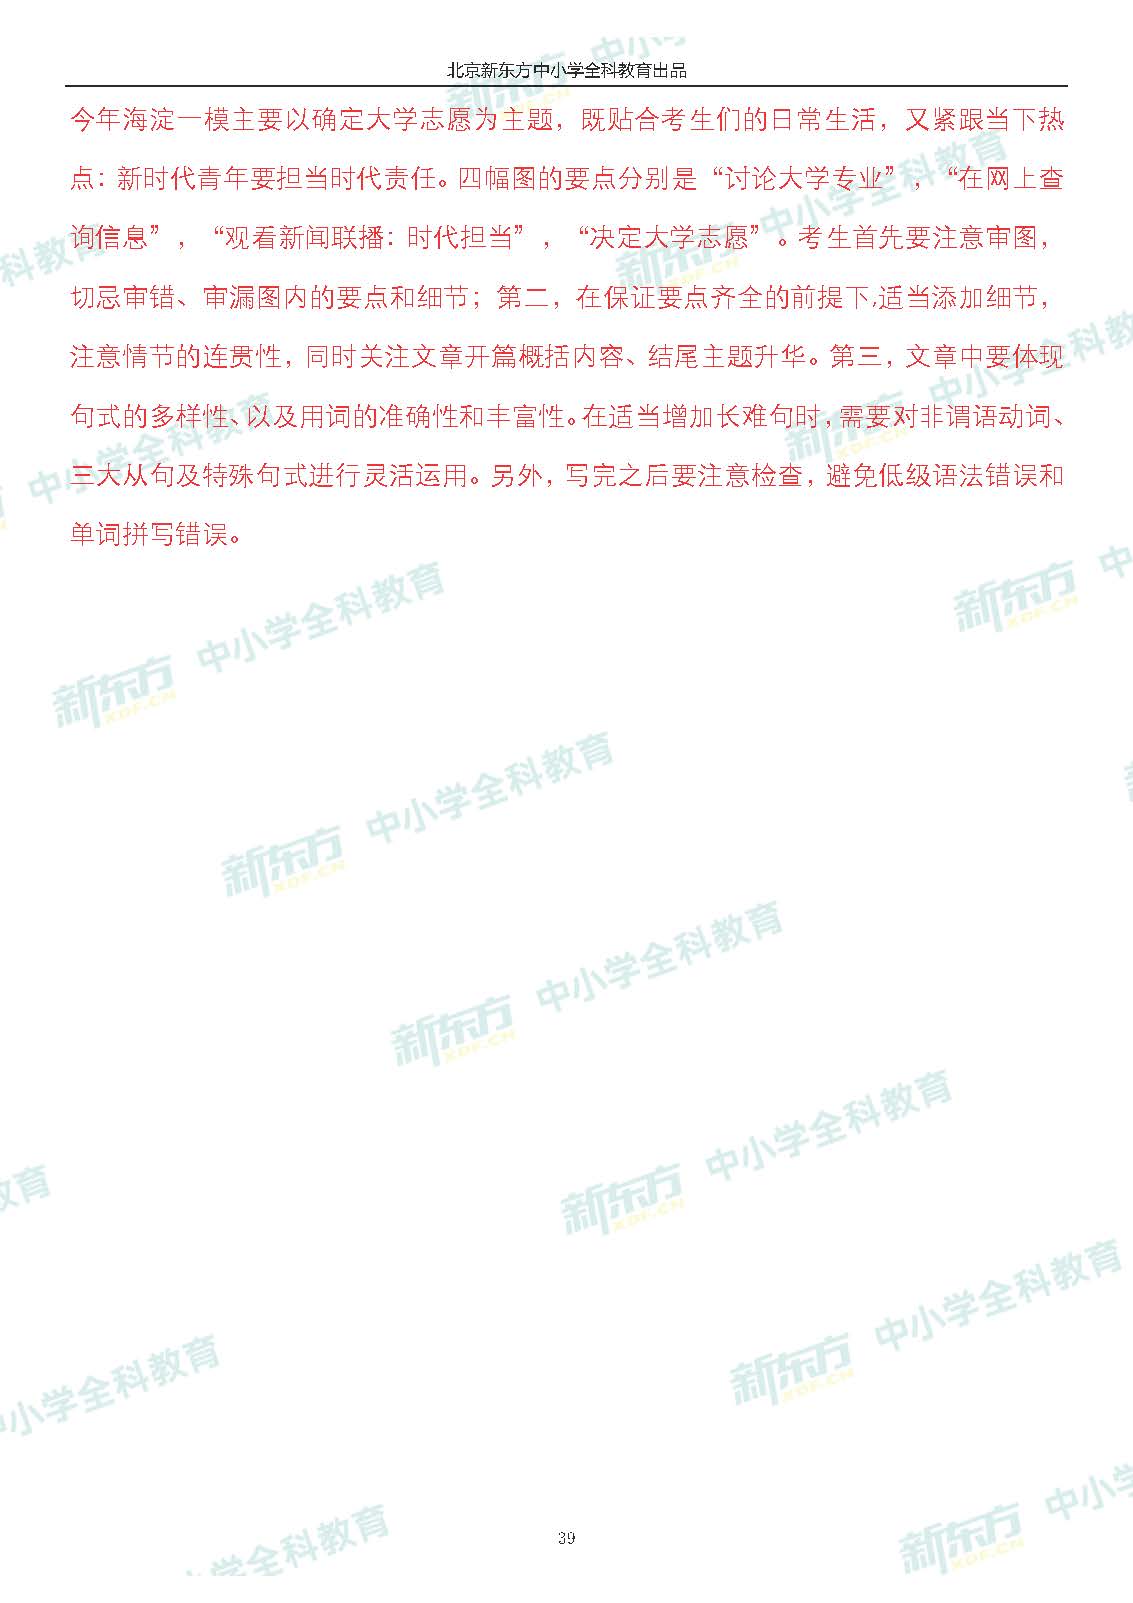 北京新东方中小学全科教育出品
今年海淀一模主要以确定大学志愿为主题，既贴合考生们的日常生活，又紧跟当下热
点：新时代青年要担当时代责任。四幅图的要点分别是“讨论大学专业”，“在网上查
询信息”，“观看新闻联播：时代担当”，“决定大学志愿”。考生首先要注意审图，
切忌审错、审漏图内的要点和细节；第二，在保证要点齐全的前提下,适当添加细节，
注意情节的连贯性，同时关注文章开篇概括内容、结尾主题升华。第三，文章中要体现
句式的多样性、以及用词的准确性和丰富性。在适当增加长难句时，需要对非谓语动词、
三大从句及特殊句式进行灵活运用。另外，写完之后要注意检查，避免低级语法错误和
单词拼写错误。
新东方 XDF.CN 中小学全科教育
39